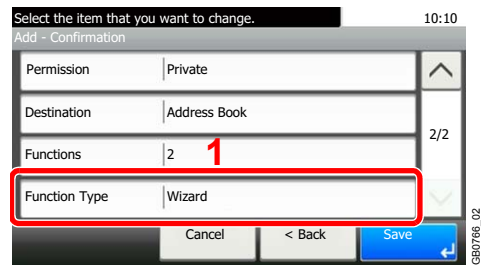 Select the item that you want to change. 10:10
Add - Confirmation
Permission Private
Destination Address Book
2/2
Functions 2 1
Function Type Wizard
Cancel < Back Save
GB0766_02